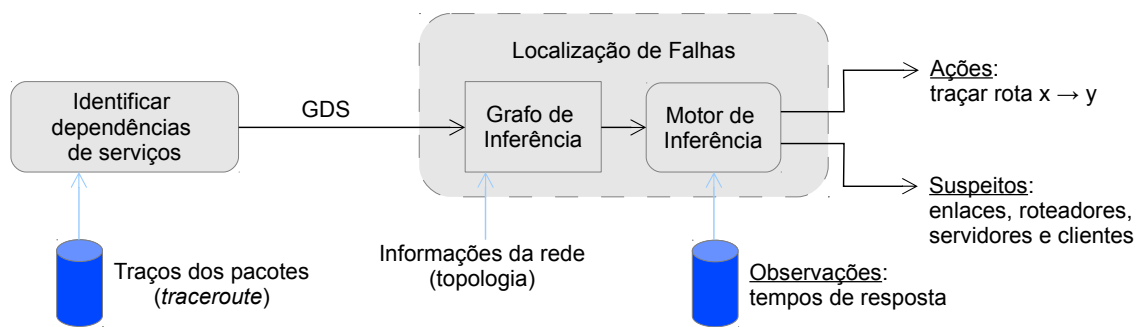 Localização de Falhas
Identificar
dependências
de serviços
GDS
Grafo de
Inferência
Motor de
Inferência
Ações:
traçar rota x → y
Suspeitos:
enlaces, roteadores,
servidores e clientes
Traços dos pacotes
(traceroute)
Informações da rede
(topologia)
Observações:
tempos de resposta